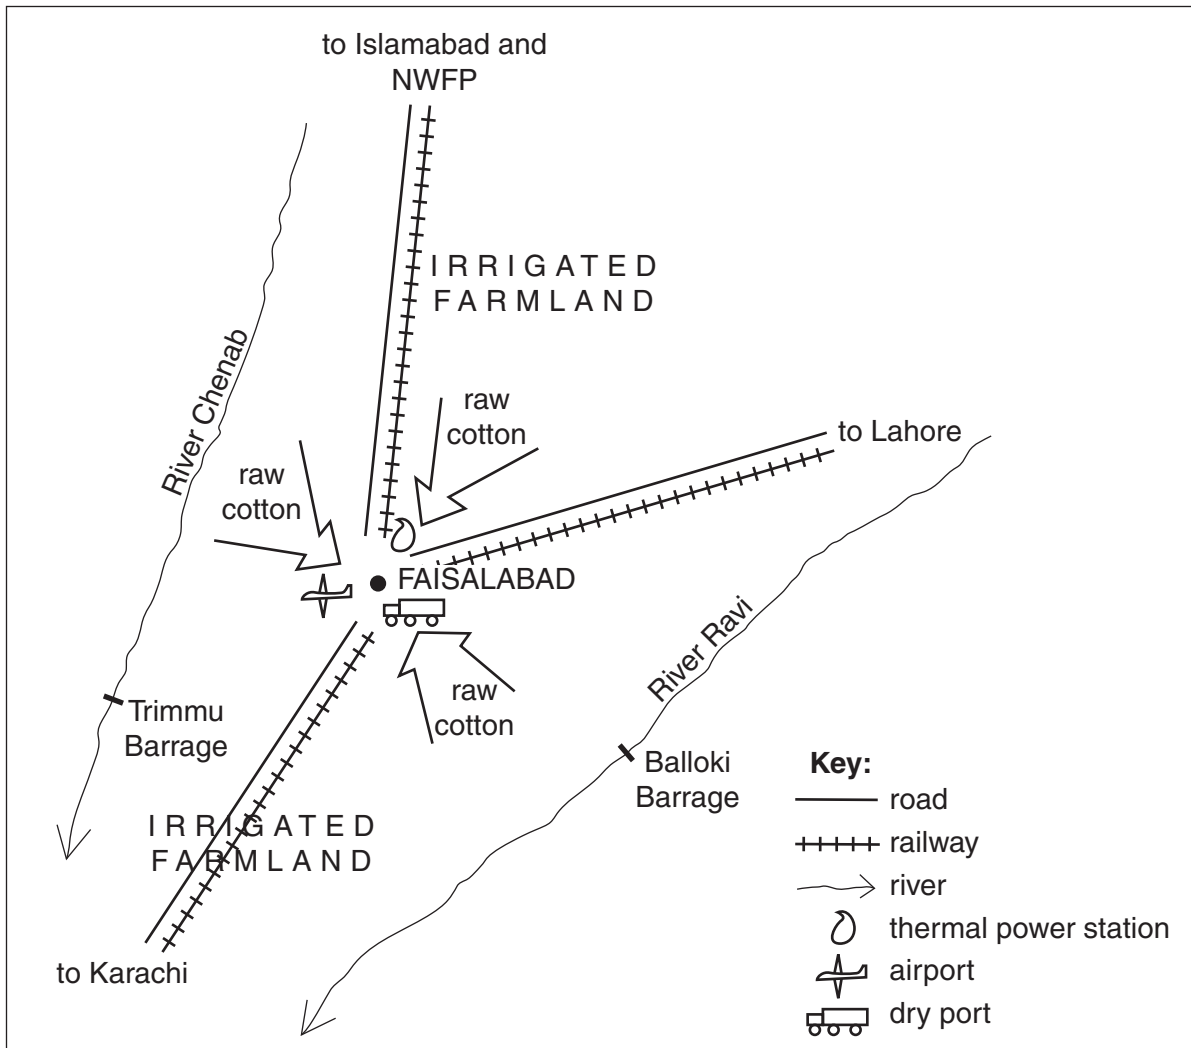 to Islamabad and
NWFP
IRRIGATED
FARMLAND
River Chenab
raw
cotton
to Lahore
raw
cotton
FAISALABAD
River Ravi
raw
cotton
Trimmu
Barrage
Balloki
Barrage
Key:
road
railway
river
thermal power station
airport
dry port
IRRIGATED
FARMLAND
to Karachi